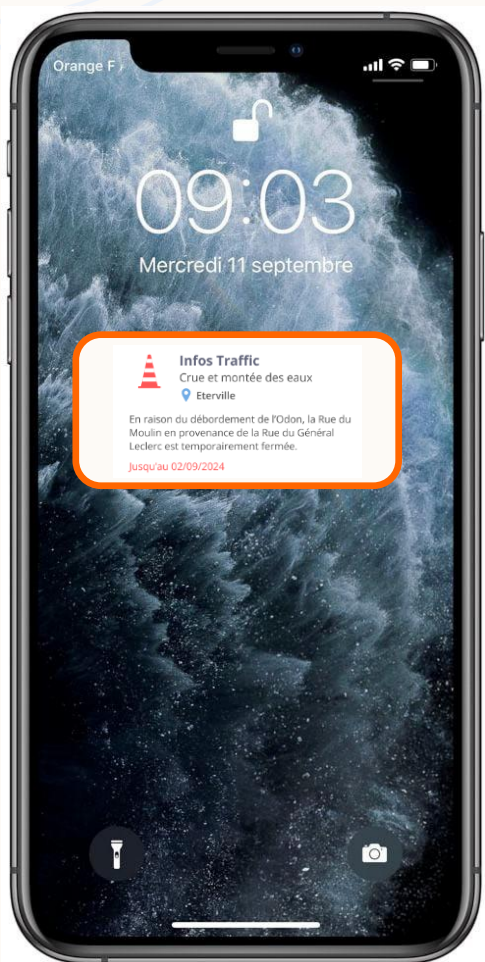 Orange F
09:03
Mercredi 11 septembre
Infos Traffic
Crue et montée des eaux
Eterville
En raison du débordement de l'Odon, la Rue du
Moulin en provenance de la Rue du Général
Leclerc est temporairement fermée.
Jusqu'au 02/09/2024